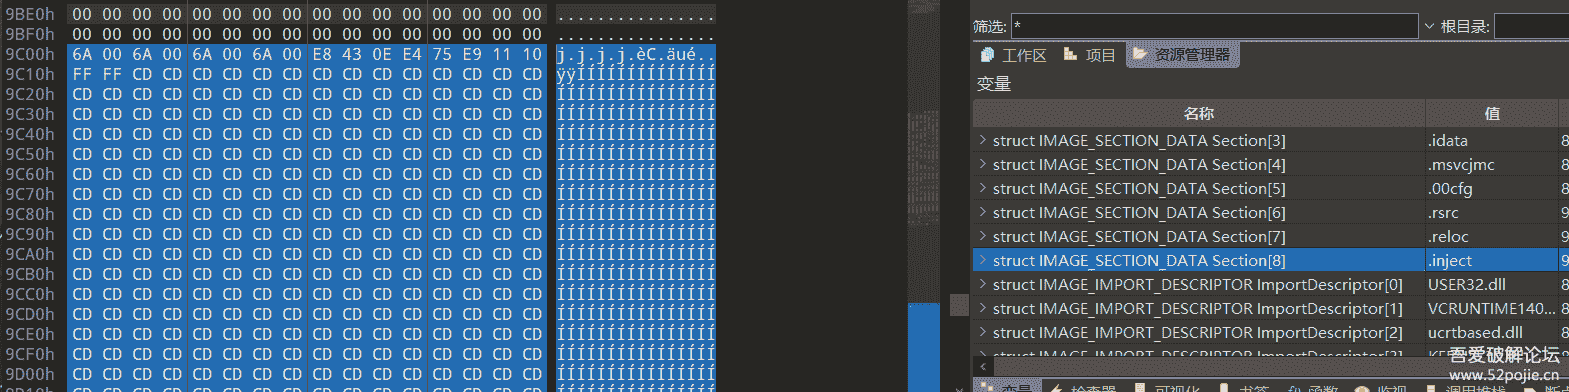 9BE0h 00 00 00 00 00 00 00 00 00 00 00 00 00 00 00 00 ................
9BF0h 00 00 00 00 00 00 00 00 00 00 00 00 00 00 00 00 ................
9C00h 6A 00 6A 00 6A 00 6A 00 E8 43 0E E4 75 E9 11 10 j.j.j.j.èC.äué..
9C10h FF FF CD CD CD CD CD CD CD CD CD CD CD CD CD CD ÿÿÍÍÍÍÍÍÍÍÍÍÍÍÍÍ
9C20h CD CD CD CD CD CD CD CD CD CD CD CD CD CD CD CD ÍÍÍÍÍÍÍÍÍÍÍÍÍÍÍÍ
9C30h CD CD CD CD CD CD CD CD CD CD CD CD CD CD CD CD ÍÍÍÍÍÍÍÍÍÍÍÍÍÍÍÍ
9C40h CD CD CD CD CD CD CD CD CD CD CD CD CD CD CD CD ÍÍÍÍÍÍÍÍÍÍÍÍÍÍÍÍ
9C50h CD CD CD CD CD CD CD CD CD CD CD CD CD CD CD CD ÍÍÍÍÍÍÍÍÍÍÍÍÍÍÍÍ
9C60h CD CD CD CD CD CD CD CD CD CD CD CD CD CD CD CD ÍÍÍÍÍÍÍÍÍÍÍÍÍÍÍÍ
9C70h CD CD CD CD CD CD CD CD CD CD CD CD CD CD CD CD ÍÍÍÍÍÍÍÍÍÍÍÍÍÍÍÍ
9C80h CD CD CD CD CD CD CD CD CD CD CD CD CD CD CD CD ÍÍÍÍÍÍÍÍÍÍÍÍÍÍÍÍ
9C90h CD CD CD CD CD CD CD CD CD CD CD CD CD CD CD CD ÍÍÍÍÍÍÍÍÍÍÍÍÍÍÍÍ
9CA0h CD CD CD CD CD CD CD CD CD CD CD CD CD CD CD CD ÍÍÍÍÍÍÍÍÍÍÍÍÍÍÍÍ
9CB0h CD CD CD CD CD CD CD CD CD CD CD CD CD CD CD CD ÍÍÍÍÍÍÍÍÍÍÍÍÍÍÍÍ
9CC0h CD CD CD CD CD CD CD CD CD CD CD CD CD CD CD CD ÍÍÍÍÍÍÍÍÍÍÍÍÍÍÍÍ
9CD0h CD CD CD CD CD CD CD CD CD CD CD CD CD CD CD CD ÍÍÍÍÍÍÍÍÍÍÍÍÍÍÍÍ
9CE0h CD CD CD CD CD CD CD CD CD CD CD CD CD CD CD CD ÍÍÍÍÍÍÍÍÍÍÍÍÍÍÍÍ
9CF0h CD CD CD CD CD CD CD CD CD CD CD CD CD CD CD CD ÍÍÍÍÍÍÍÍÍÍÍÍÍÍÍÍ
9D00h CD CD CD CD CD CD CD CD CD CD CD CD CD CD CD CD ÍÍÍÍÍÍÍÍÍÍÍÍÍÍÍÍ
筛选: * 根目录:
工作区 项目 资源管理器
变量
名称 值
struct IMAGE_SECTION_DATA Section[3] .idata 8
struct IMAGE_SECTION_DATA Section[4] .msvcjmc 8
struct IMAGE_SECTION_DATA Section[5] .00cfg 8
struct IMAGE_SECTION_DATA Section[6] .rsrc 9
struct IMAGE_SECTION_DATA Section[7] .reloc 9
struct IMAGE_SECTION_DATA Section[8] .inject 9
struct IMAGE_IMPORT_DESCRIPTOR ImportDescriptor[0] USER32.dll 8
struct IMAGE_IMPORT_DESCRIPTOR ImportDescriptor[1] VCRUNTIME140... 8
struct IMAGE_IMPORT_DESCRIPTOR ImportDescriptor[2] ucrtbased.dll 8
吾爱破解论坛
www.52pojie.cn